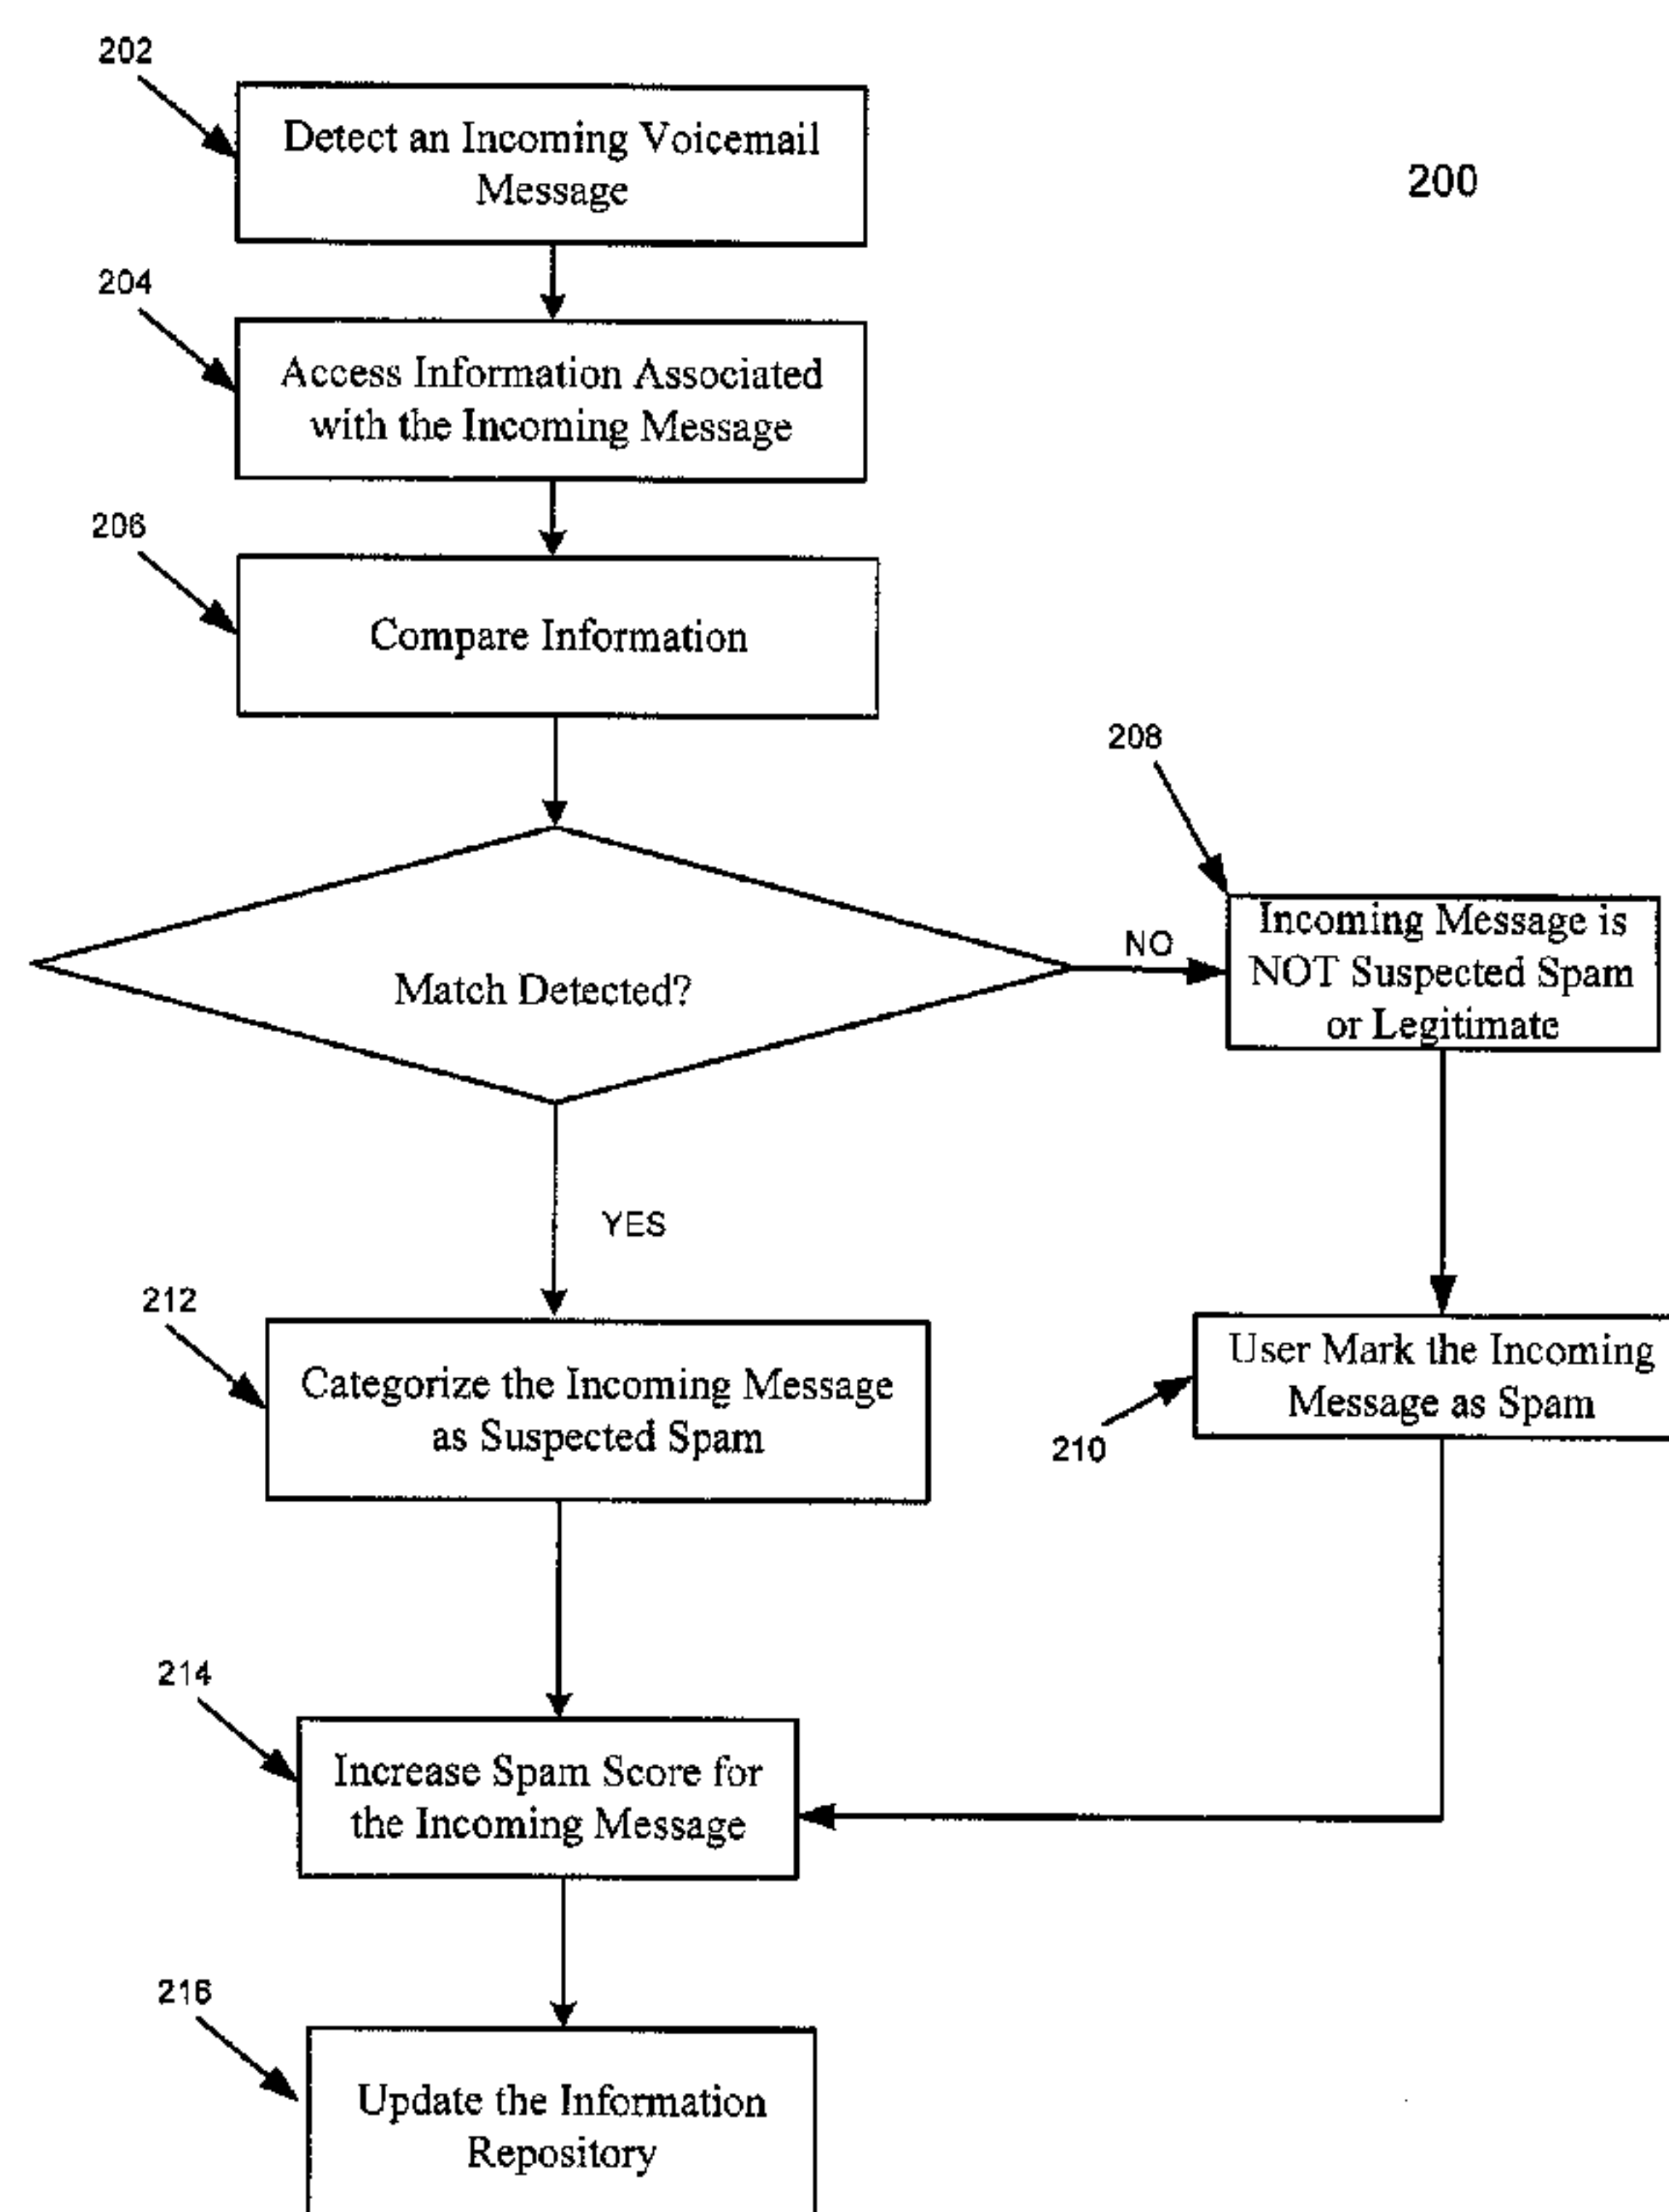 202
Detect an Incoming Voicemail
Message
200
204
Access Information Associated
with the Incoming Message
206
Compare Information
208
Incoming Message is
NOT Suspected Spam
or Legitimate
NO
Match Detected?
YES
212
Categorize the Incoming Message
as Suspected Spam
User Mark the Incoming
Message as Spam
210
214
Increase Spam Score for
the Incoming Message
216
Update the Information
Repository